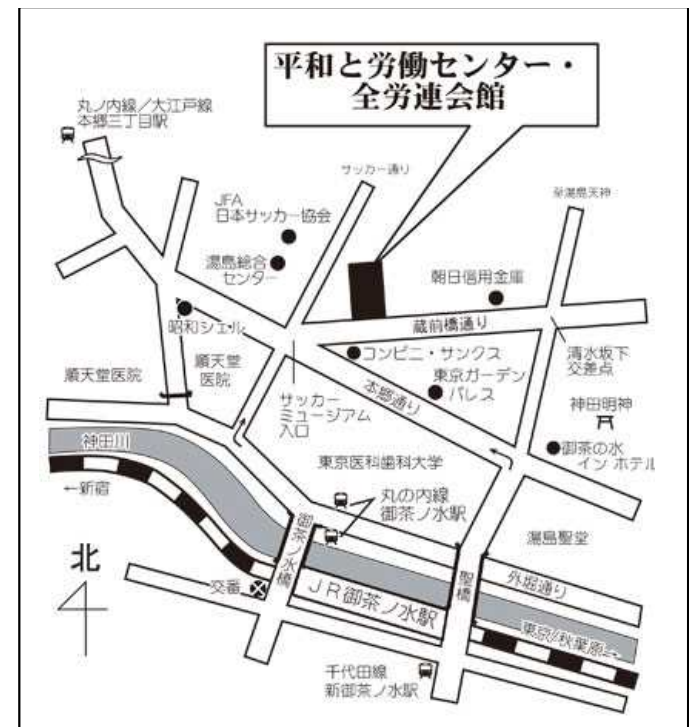 平和と労働センター・
全労連会館
丸ノ内線／大江戸線
本郷三丁目駅
サッカー通り
至湯島天神
JFA
日本サッカー協会
湯島総合
センター
朝日信用金庫
昭和シェル
蔵前橋通り
清水坂下
交差点
コンビニ・サンクス
順天堂医院
順天堂
医院
東京ガーデン
パレス
本郷通り
サッカー
ミュージアム
入口
神田明神
御茶の水
イン ホテル
神田川
東京医科歯科大学
←新宿
丸の内線
御茶ノ水駅
御茶ノ水橋
湯島聖堂
北
聖橋
外堀通り
交番
JR御茶ノ水駅
東京/秋葉原→
千代田線
新御茶ノ水駅